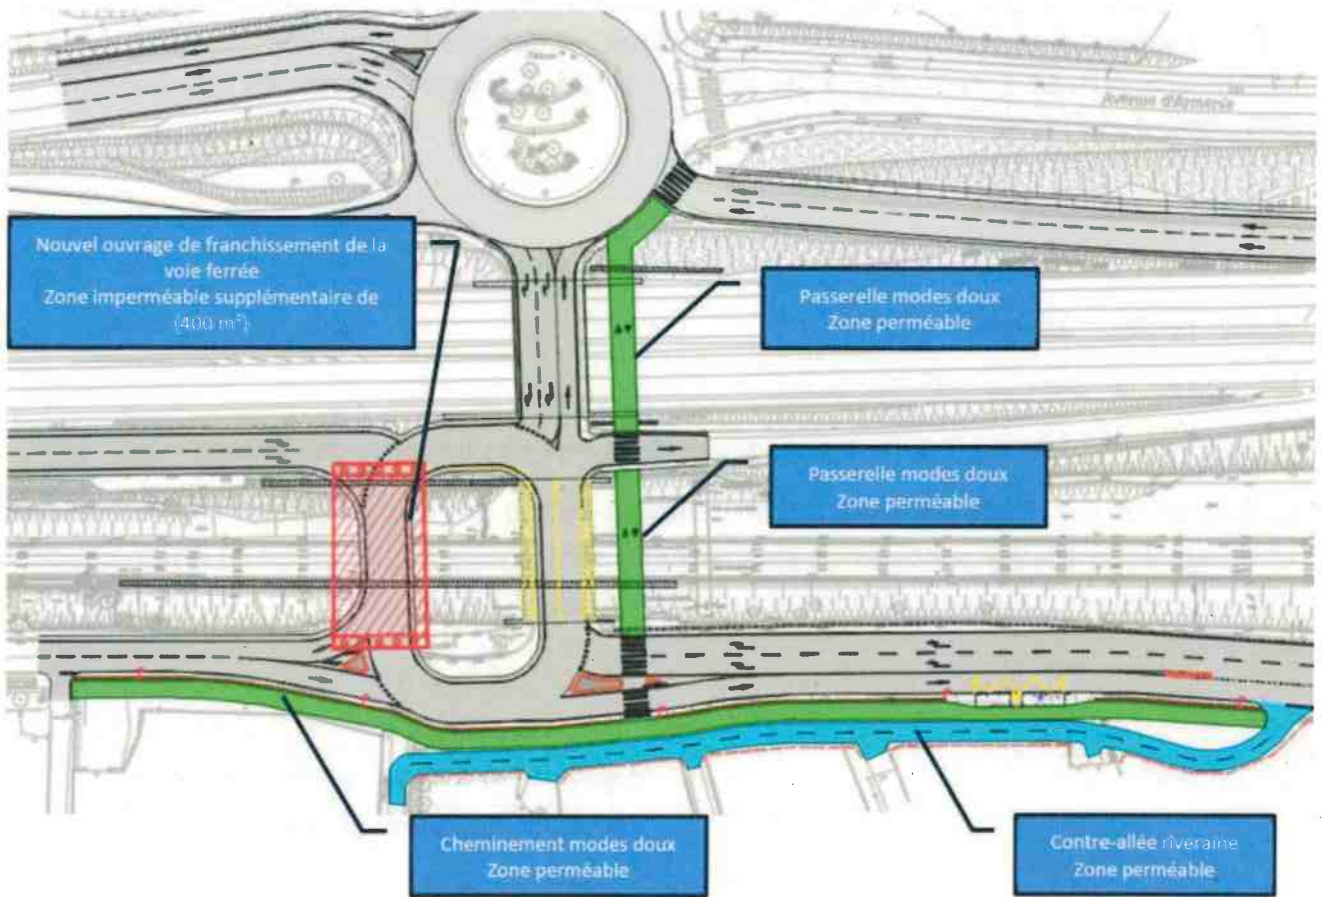 Avenue d'Arménie
Nouvel ouvrage de franchissement de la
voie ferrée
Zone imperméable supplémentaire de
(400 m²)
Passerelle modes doux
Zone perméable
Passerelle modes doux
Zone perméable
Cheminement modes doux
Zone perméable
Contre-allée riveraine
Zone perméable